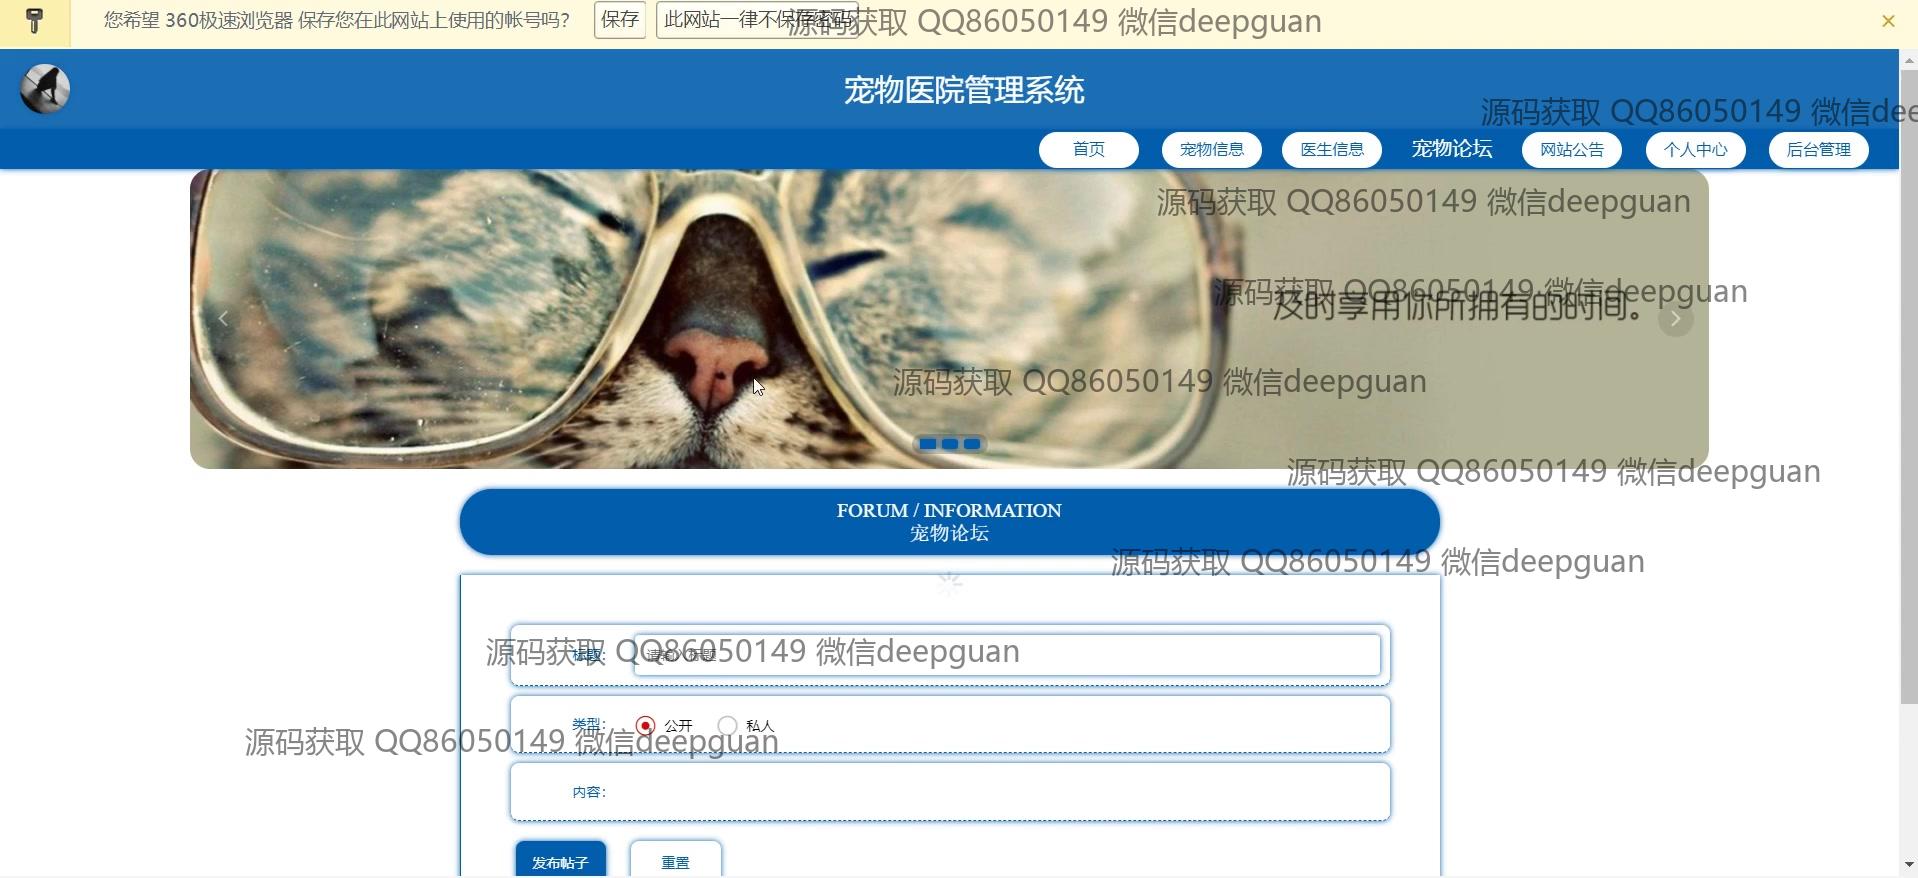 您希望 360极速浏览器 保存您在此网站上使用的帐号吗? 保存 此网站一律不保存密码
源码获取 QQ86050149 微信deepguan
宠物医院管理系统
源码获取 QQ86050149 微信dee
首页 宠物信息 医生信息 宠物论坛 网站公告 个人中心 后台管理
源码获取 QQ86050149 微信deepguan
源码获取 QQ86050149 微信deepguan
及时享用你所拥有的时间。
源码获取 QQ86050149 微信deepguan
源码获取 QQ86050149 微信deepguan
FORUM / INFORMATION
宠物论坛
源码获取 QQ86050149 微信deepguan
标题: 请输入标题
源码获取 QQ86050149 微信deepguan
类型: 公开 私人
源码获取 QQ86050149 微信deepguan
内容:
发布帖子 重置